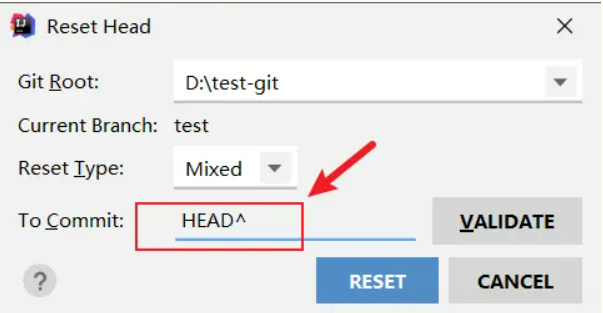 Reset Head
Git Root: D:\test-git
Current Branch: test
Reset Type: Mixed
To Commit: HEAD^ VALIDATE
? RESET CANCEL